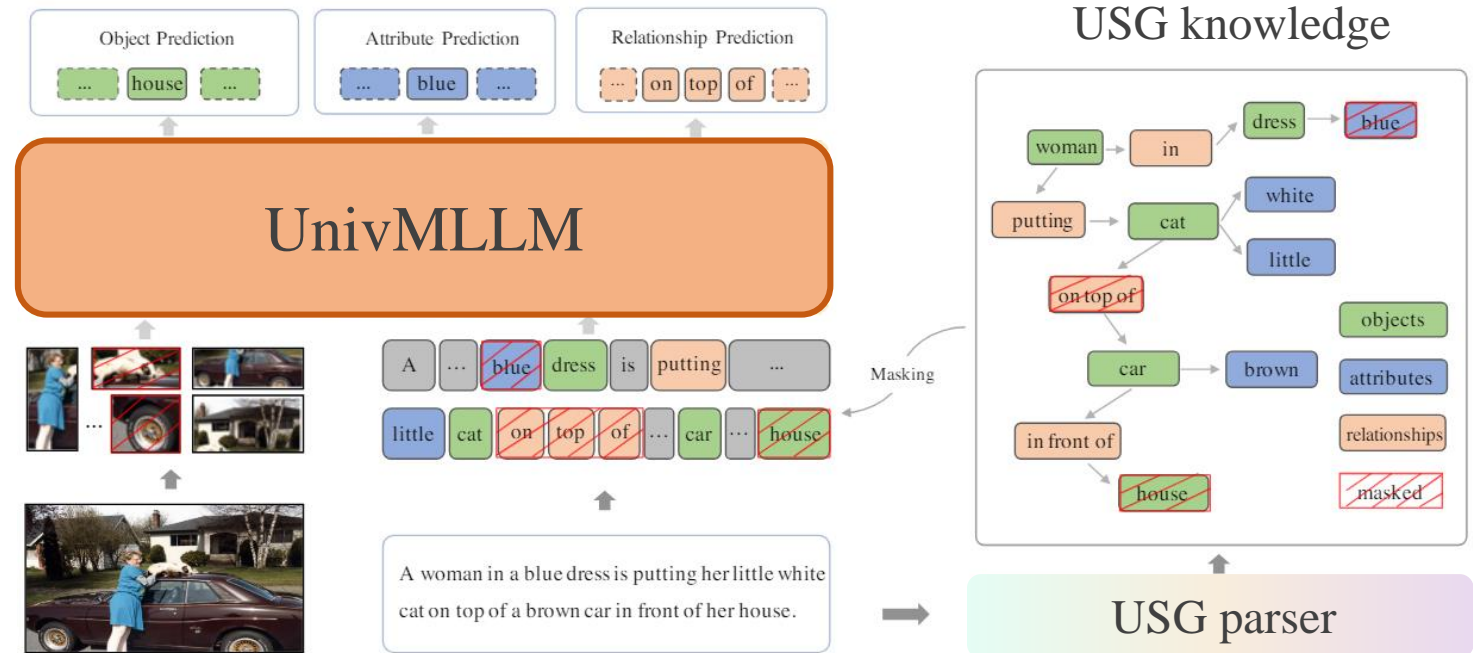 Object Prediction
... house ...
Attribute Prediction
... blue ...
Relationship Prediction
... on top of ...
UnivMLLM
A ... blue dress is putting ...
little cat on top of ... car ... house
...
A woman in a blue dress is putting her little white
cat on top of a brown car in front of her house.
Masking
USG knowledge
woman in dress blue
putting cat white
little
on top of
car brown
in front of
house
objects
attributes
relationships
masked
USG parser